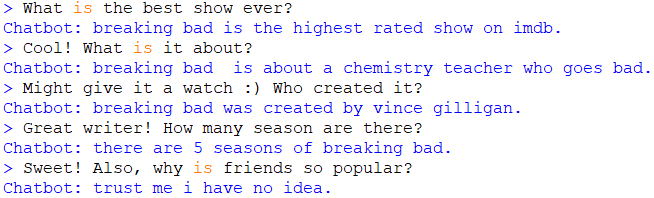 > What is the best show ever?
Chatbot: breaking bad is the highest rated show on imdb.
> Cool! What is it about?
Chatbot: breaking bad  is about a chemistry teacher who goes bad.
> Might give it a watch :) Who created it?
Chatbot: breaking bad was created by vince gilligan.
> Great writer! How many season are there?
Chatbot: there are 5 seasons of breaking bad.
> Sweet! Also, why is friends so popular?
Chatbot: trust me i have no idea.